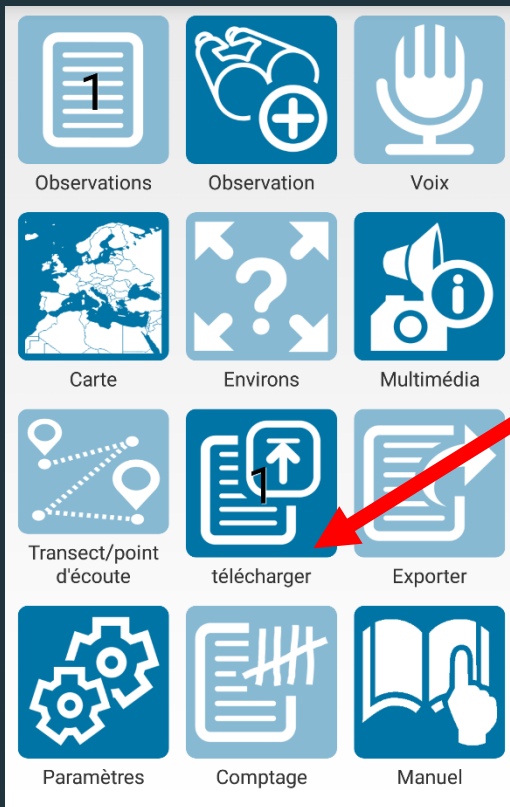 1
Observations
Observation
Voix
Carte
Environs
Multimédia
Transect/point
d'écoute
1
télécharger
Exporter
Paramètres
Comptage
Manuel